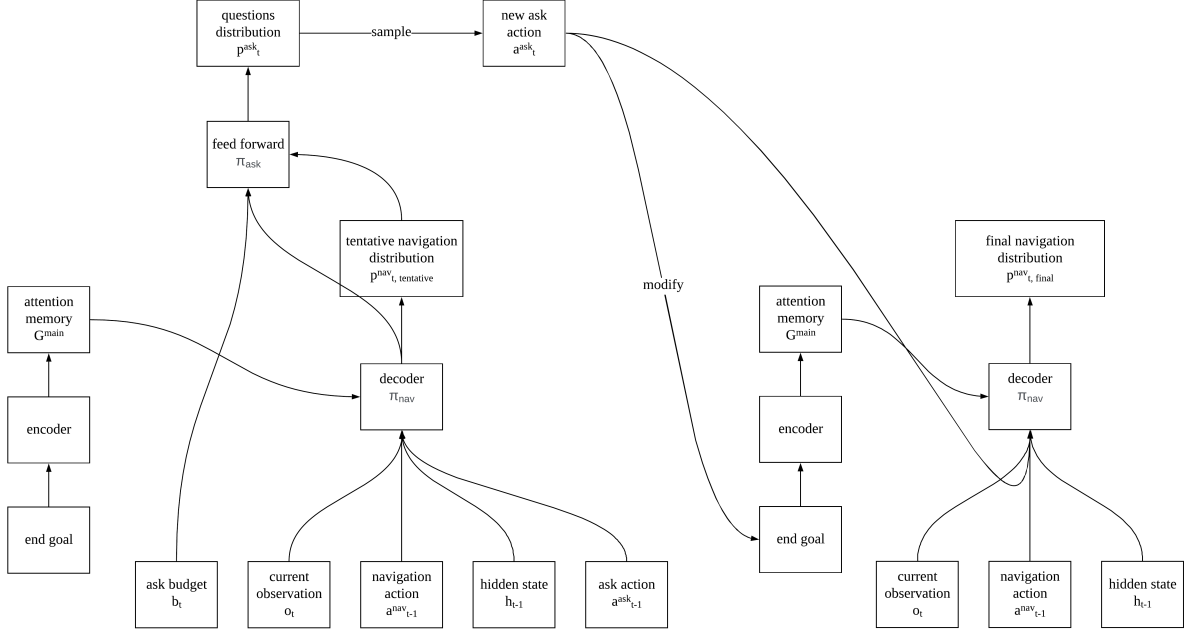 questions
distribution
p^ask_t
sample
new ask
action
a^ask_t
feed forward
π_ask
tentative navigation
distribution
p^nav_t, tentative
modify
final navigation
distribution
p^nav_t, final
attention
memory
G^main
decoder
π_nav
attention
memory
G^main
decoder
π_nav
encoder
encoder
end goal
end goal
ask budget
b_t
current
observation
o_t
navigation
action
a^nav_t-1
hidden state
h_t-1
ask action
a^ask_t-1
current
observation
o_t
navigation
action
a^nav_t-1
hidden state
h_t-1